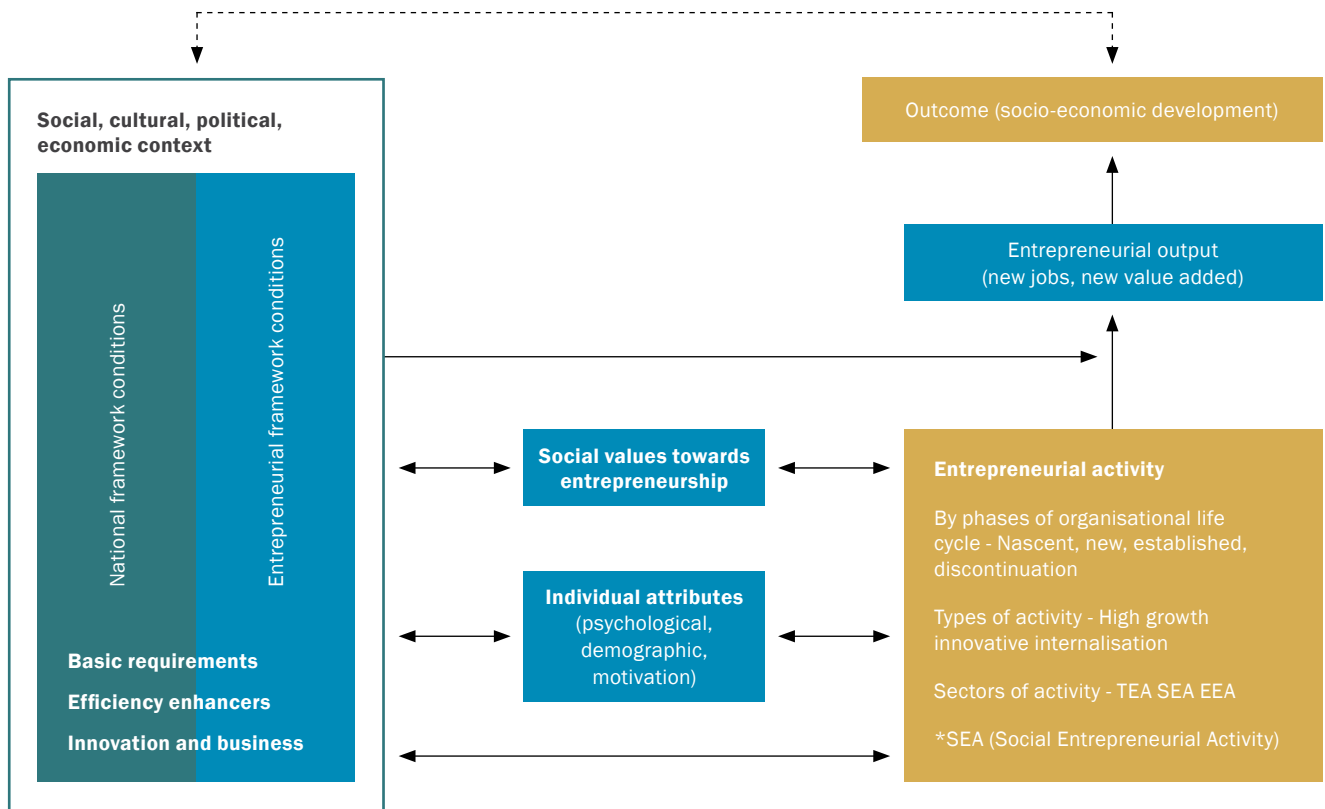 Social, cultural, political,
economic context
National framework conditions
Entrepreneurial framework conditions
Basic requirements
Efficiency enhancers
Innovation and business
Social values towards
entrepreneurship
Individual attributes
(psychological,
demographic,
motivation)
Outcome (socio-economic development)
Entrepreneurial output
(new jobs, new value added)
Entrepreneurial activity
By phases of organisational life
cycle - Nascent, new, established,
discontinuation
Types of activity - High growth
innovative internalisation
Sectors of activity - TEA SEA EEA
*SEA (Social Entrepreneurial Activity)